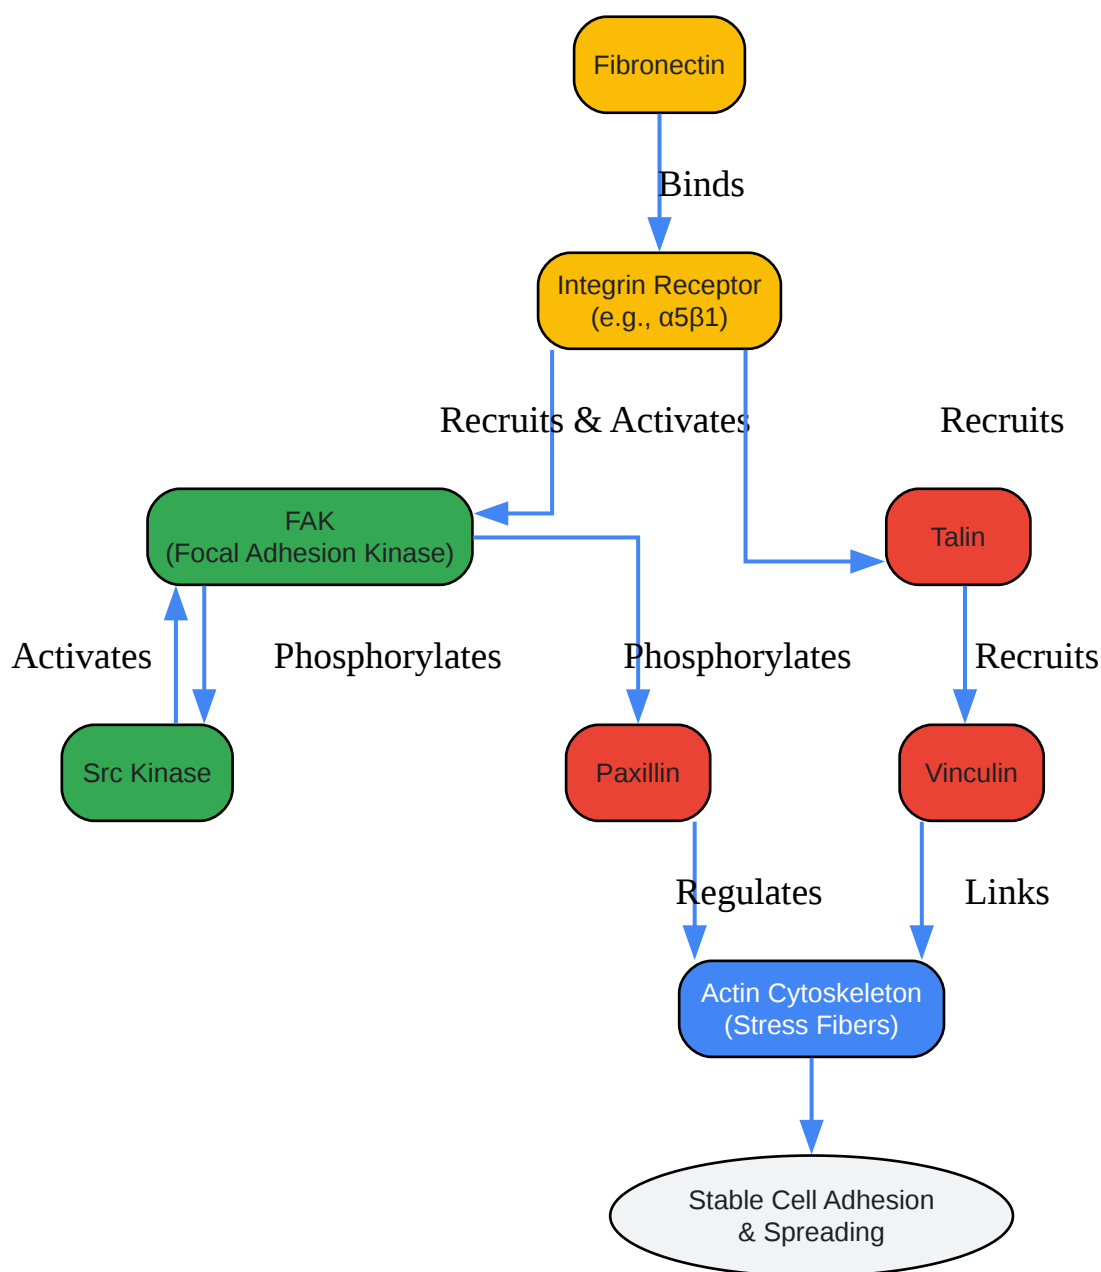 Fibronectin
Binds
Integrin Receptor
(e.g., α5β1)
Recruits & Activates
Recruits
FAK
(Focal Adhesion Kinase)
Talin
Activates
Phosphorylates
Phosphorylates
Recruits
Src Kinase
Paxillin
Vinculin
Regulates
Links
Actin Cytoskeleton
(Stress Fibers)
Stable Cell Adhesion
& Spreading